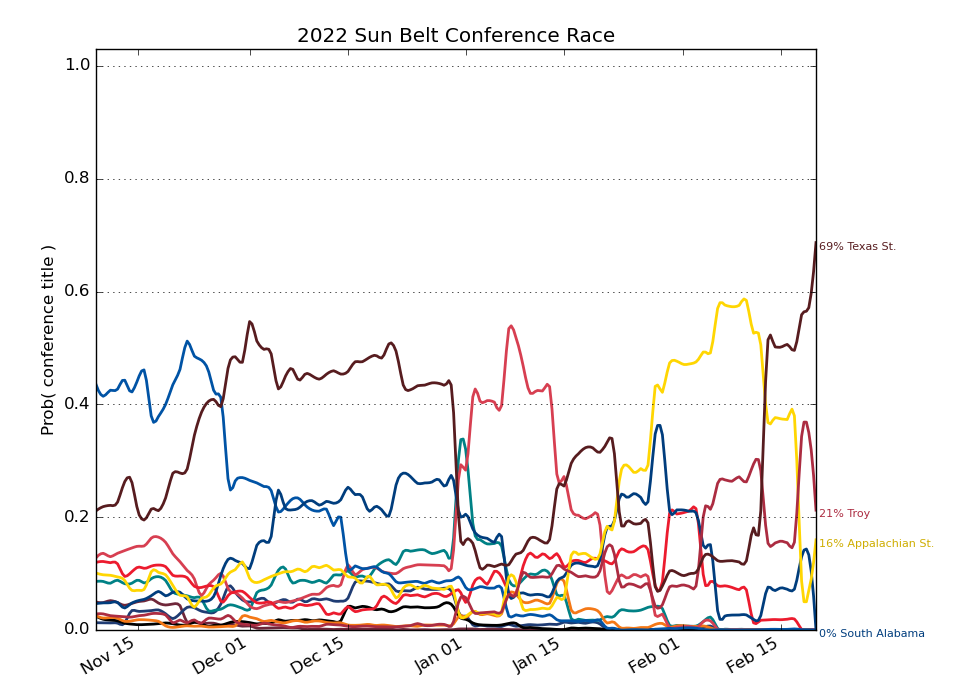 2022 Sun Belt Conference Race
Prob( conference title )
1.0
0.8
0.6
0.4
0.2
0.0
Nov 15
Dec 01
Dec 15
Jan 01
Jan 15
Feb 01
Feb 15
69% Texas St.
21% Troy
16% Appalachian St.
0% South Alabama